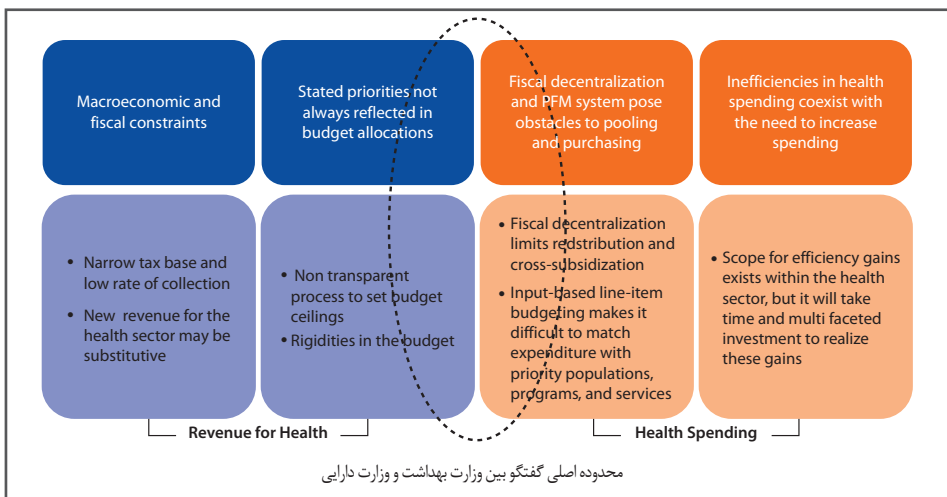 Macroeconomic and
fiscal constraints
Stated priorities not
always reflected in
budget allocations
Fiscal decentralization
and PFM system pose
obstacles to pooling
and purchasing
Inefficiencies in health
spending coexist with
the need to increase
spending
• Narrow tax base and
low rate of collection
• New revenue for the
health sector may be
substitutive
• Non transparent
process to set budget
ceilings
• Rigidities in the budget
• Fiscal decentralization
limits redstribution and
cross-subsidization
• Input-based line-item
budgeting makes it
difficult to match
expenditure with
priority populations,
programs, and services
• Scope for efficiency gains
exists within the health
sector, but it will take
time and multi faceted
investment to realize
these gains
Revenue for Health
Health Spending
محدوده اصلی گفتگو بین وزارت بهداشت و وزارت دارایی